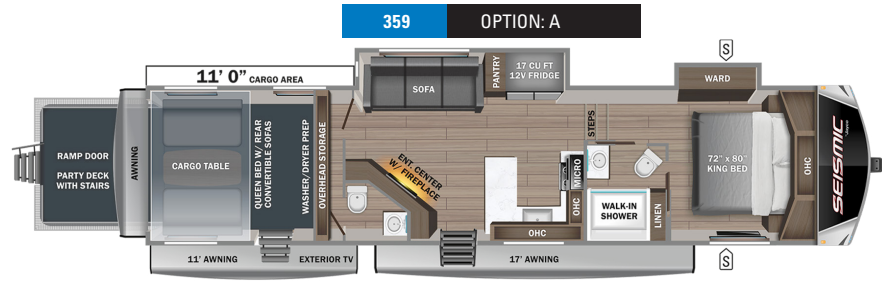 359 OPTION: A
11' 0" CARGO AREA
S
SOFA
PANTRY
17 CU FT
12V FRIDGE
WARD
RAMP DOOR
PARTY DECK
WITH STAIRS
AWNING
CARGO TABLE
QUEEN BED W/ REAR
CONVERTIBLE SOFAS
WASHER/DRYER PREP
OVERHEAD STORAGE
ENT. CENTER
W/ FIREPLACE
STEPS
MICRO
OHC
OHC
WALK-IN
SHOWER
LINEN
72" x 80"
KING BED
OHC
SEISMIC
11' AWNING
EXTERIOR TV
17' AWNING
S